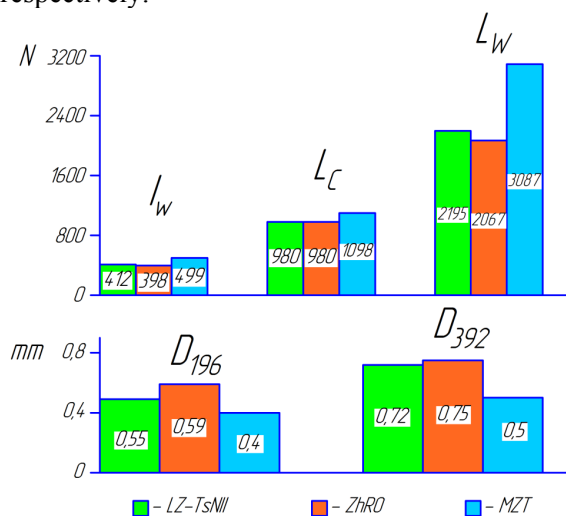 respectively.
L_W
N 3200
2400
1600
800
0
I_W
L_C
412 398 499
980 980 1098
2195 2067 3087
mm 0,8
0,4
0
D_196
D_392
0,55 0,59 0,4
0,72 0,75 0,5
- LZ-TsNII - ZhRO - MZT